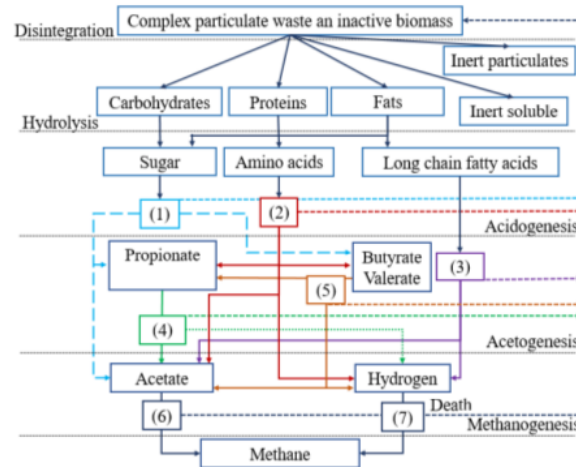 Complex particulate waste an inactive biomass
Disintegration
Inert particulates
Carbohydrates
Proteins
Fats
Inert soluble
Hydrolysis
Sugar
Amino acids
Long chain fatty acids
(1)
(2)
Acidogenesis
Propionate
Butyrate
Valerate
(3)
(5)
(4)
Acetogenesis
Acetate
Hydrogen
Death
(6)
(7)
Methanogenesis
Methane